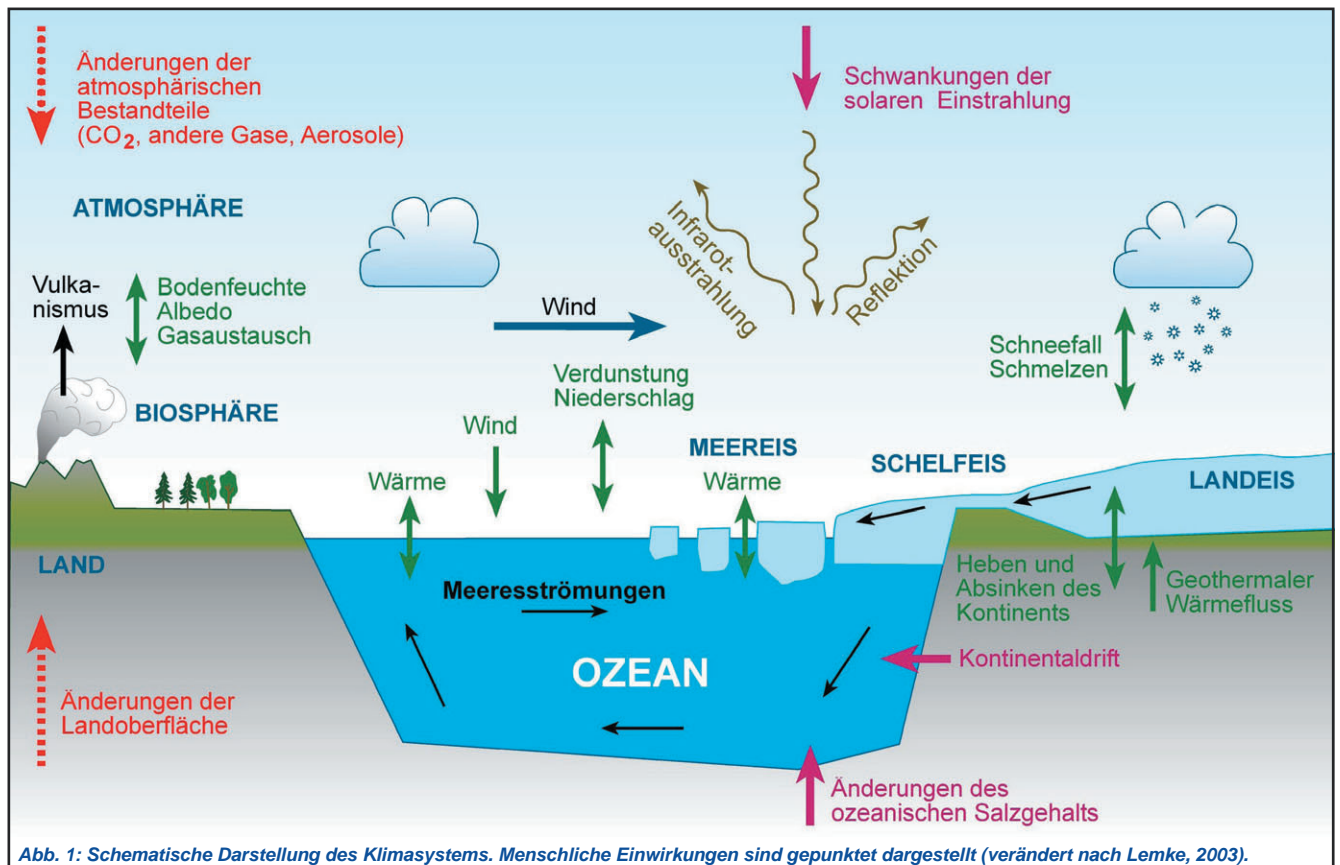 Änderungen der
atmosphärischen
Bestandteile
(CO₂, andere Gase, Aerosole)
Schwankungen der
solaren Einstrahlung
ATMOSPHÄRE
Infrarot-
ausstrahlung
Reflektion
Vulka-
nismus
Bodenfeuchte
Albedo
Gasaustausch
Wind
Schneefall
Schmelzen
BIOSPHÄRE
Verdunstung
Niederschlag
Wind
Wärme
MEEREIS
Wärme
SCHELFEIS
LANDEIS
LAND
Meeresströmungen
Heben und
Absinken des
Kontinents
Geothermaler
Wärmefluss
OZEAN
Kontinentaldrift
Änderungen der
Landoberfläche
Änderungen des
ozeanischen Salzgehalts
Abb. 1: Schematische Darstellung des Klimasystems. Menschliche Einwirkungen sind gepunktet dargestellt (verändert nach Lemke, 2003).